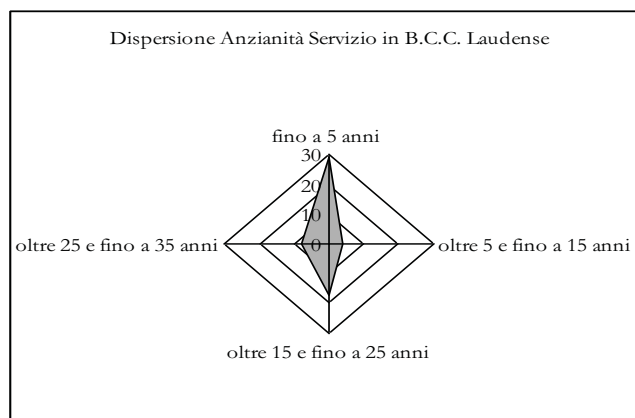 Dispersione Anzianità Servizio in B.C.C. Laudense
fino a 5 anni
30
20
10
0
oltre 25 e fino a 35 anni
oltre 5 e fino a 15 anni
oltre 15 e fino a 25 anni